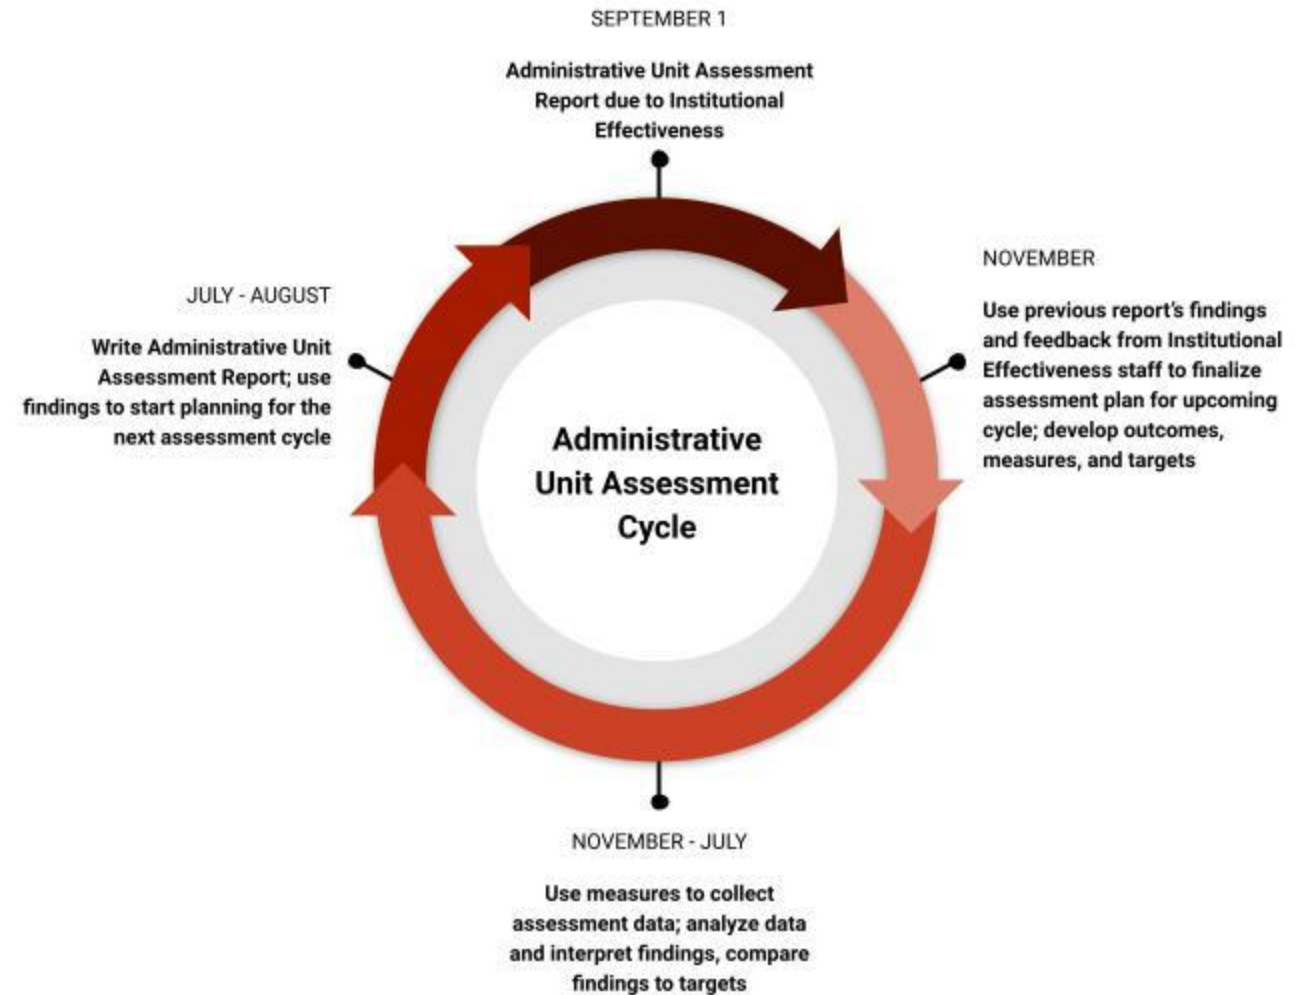 SEPTEMBER 1
Administrative Unit Assessment
Report due to Institutional
Effectiveness
NOVEMBER
Use previous report's findings
and feedback from Institutional
Effectiveness staff to finalize
assessment plan for upcoming
cycle; develop outcomes,
measures, and targets
JULY - AUGUST
Write Administrative Unit
Assessment Report; use
findings to start planning for the
next assessment cycle
Administrative
Unit Assessment
Cycle
NOVEMBER - JULY
Use measures to collect
assessment data; analyze data
and interpret findings, compare
findings to targets